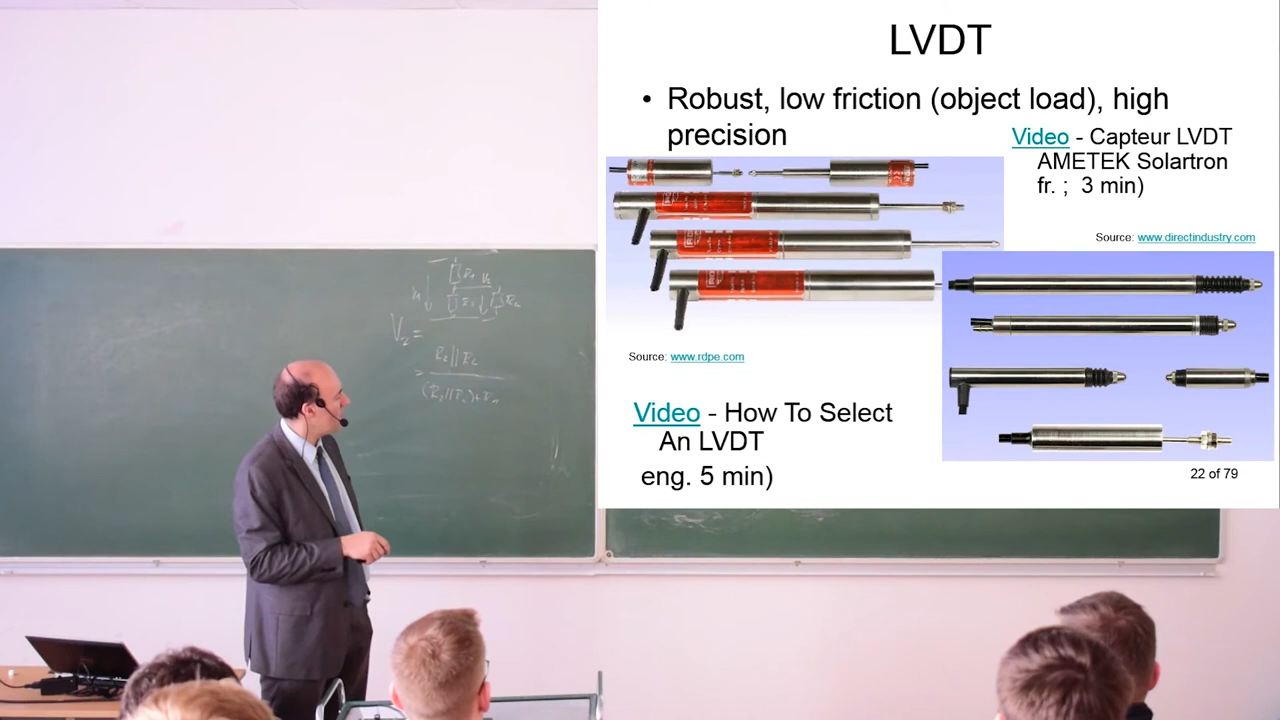 LVDT
• Robust, low friction (object load), high
precision
Video - Capteur LVDT
AMETEK Solartron
fr. ; 3 min)
Source: www.directindustry.com
Source: www.rdpe.com
Video - How To Select
An LVDT
eng. 5 min)
22 of 79
V₂ =